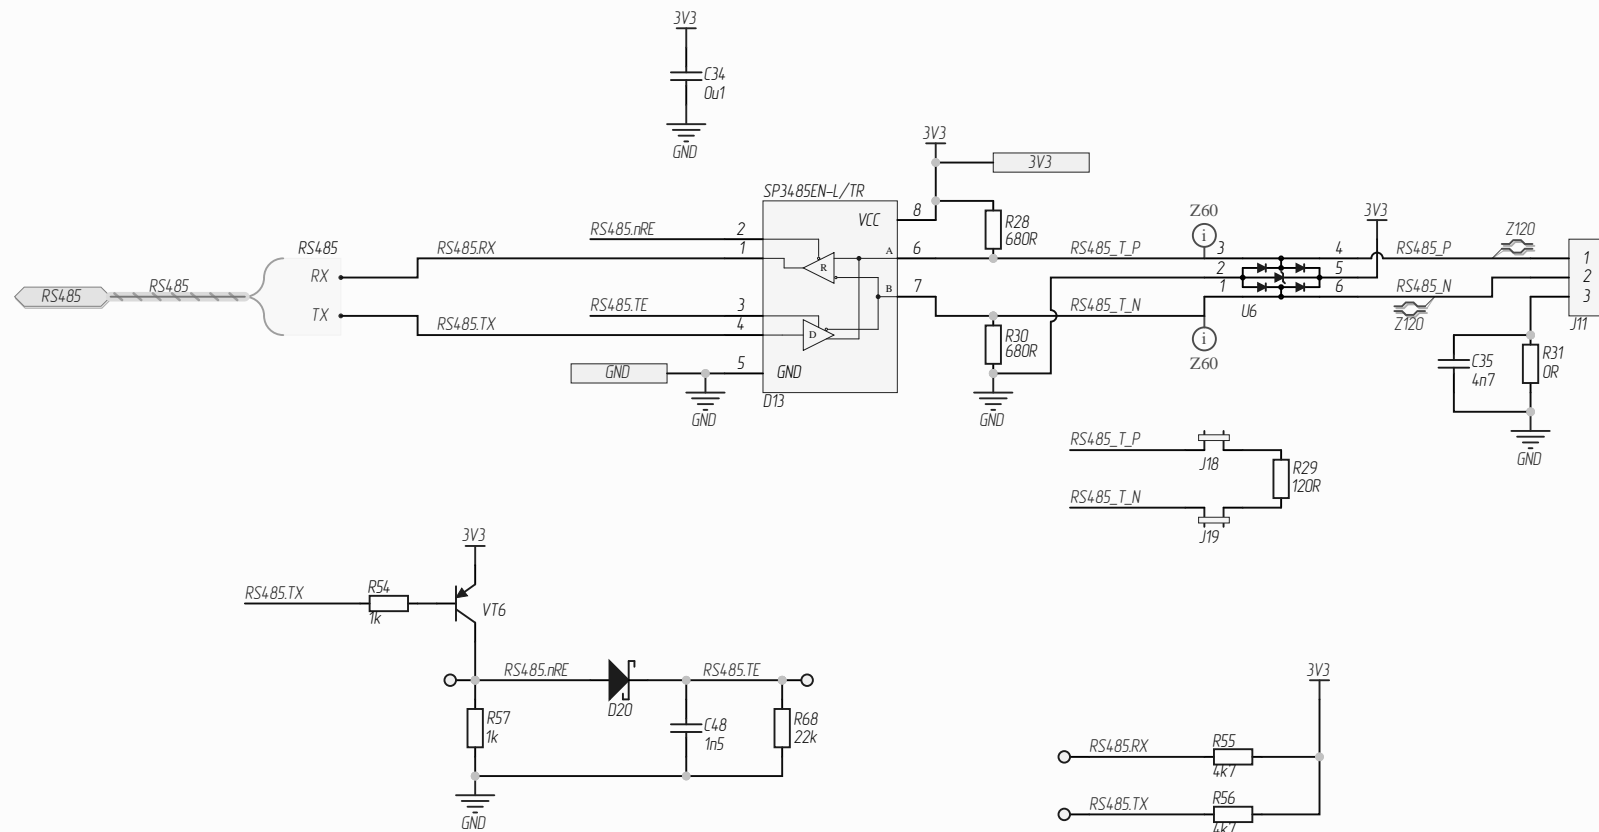 3V3
C34
0u1
GND
3V3
3V3
SP3485EN-L/TR
VCC
8
RS485.nRE
2
1
R
A
6
R28
680R
RS485_T_P
Z60
i
3
2
1
U6
4
5
6
3V3
RS485_P
Z120
1
2
3
J11
RS485
RS485
RS485
RX
TX
RS485.RX
RS485.TX
RS485.TE
3
4
D
B
7
RS485_T_N
R30
680R
i
Z60
RS485_N
Z120
GND
5
GND
D13
GND
GND
C35
4n7
R31
0R
GND
RS485_T_P
J18
R29
120R
RS485_T_N
J19
3V3
RS485.TX
R54
1k
VT6
RS485.nRE
D20
RS485.TE
R57
1k
C48
1n5
R68
22k
GND
3V3
RS485.RX
R55
4k7
RS485.TX
R56
4k7